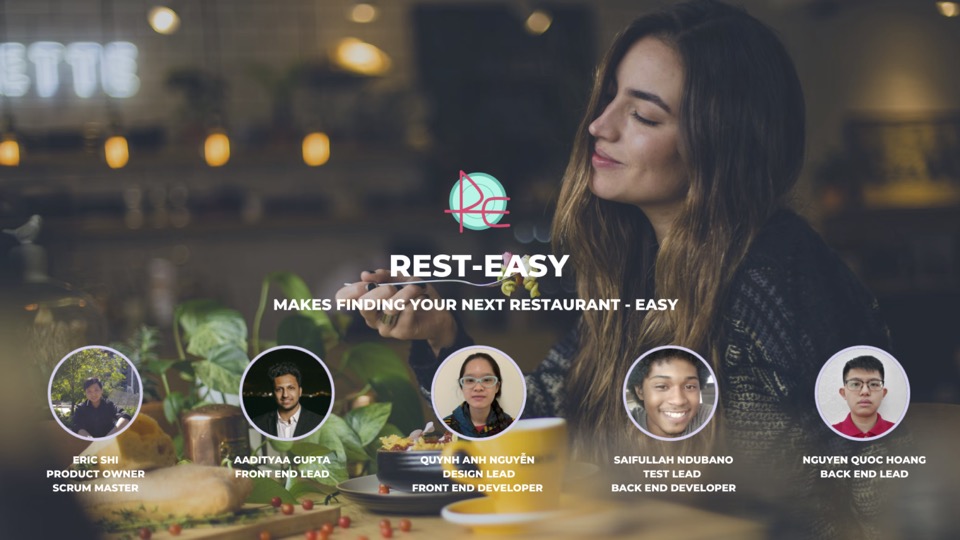 ETTE
Re
REST-EASY
MAKES FINDING YOUR NEXT RESTAURANT - EASY
ERIC SHI
PRODUCT OWNER
SCRUM MASTER
AADITYAA GUPTA
FRONT END LEAD
QUYNH ANH NGUYỄN
DESIGN LEAD
FRONT END DEVELOPER
SAIFULLAH NDUBANO
TEST LEAD
BACK END DEVELOPER
NGUYEN QUOC HOANG
BACK END LEAD